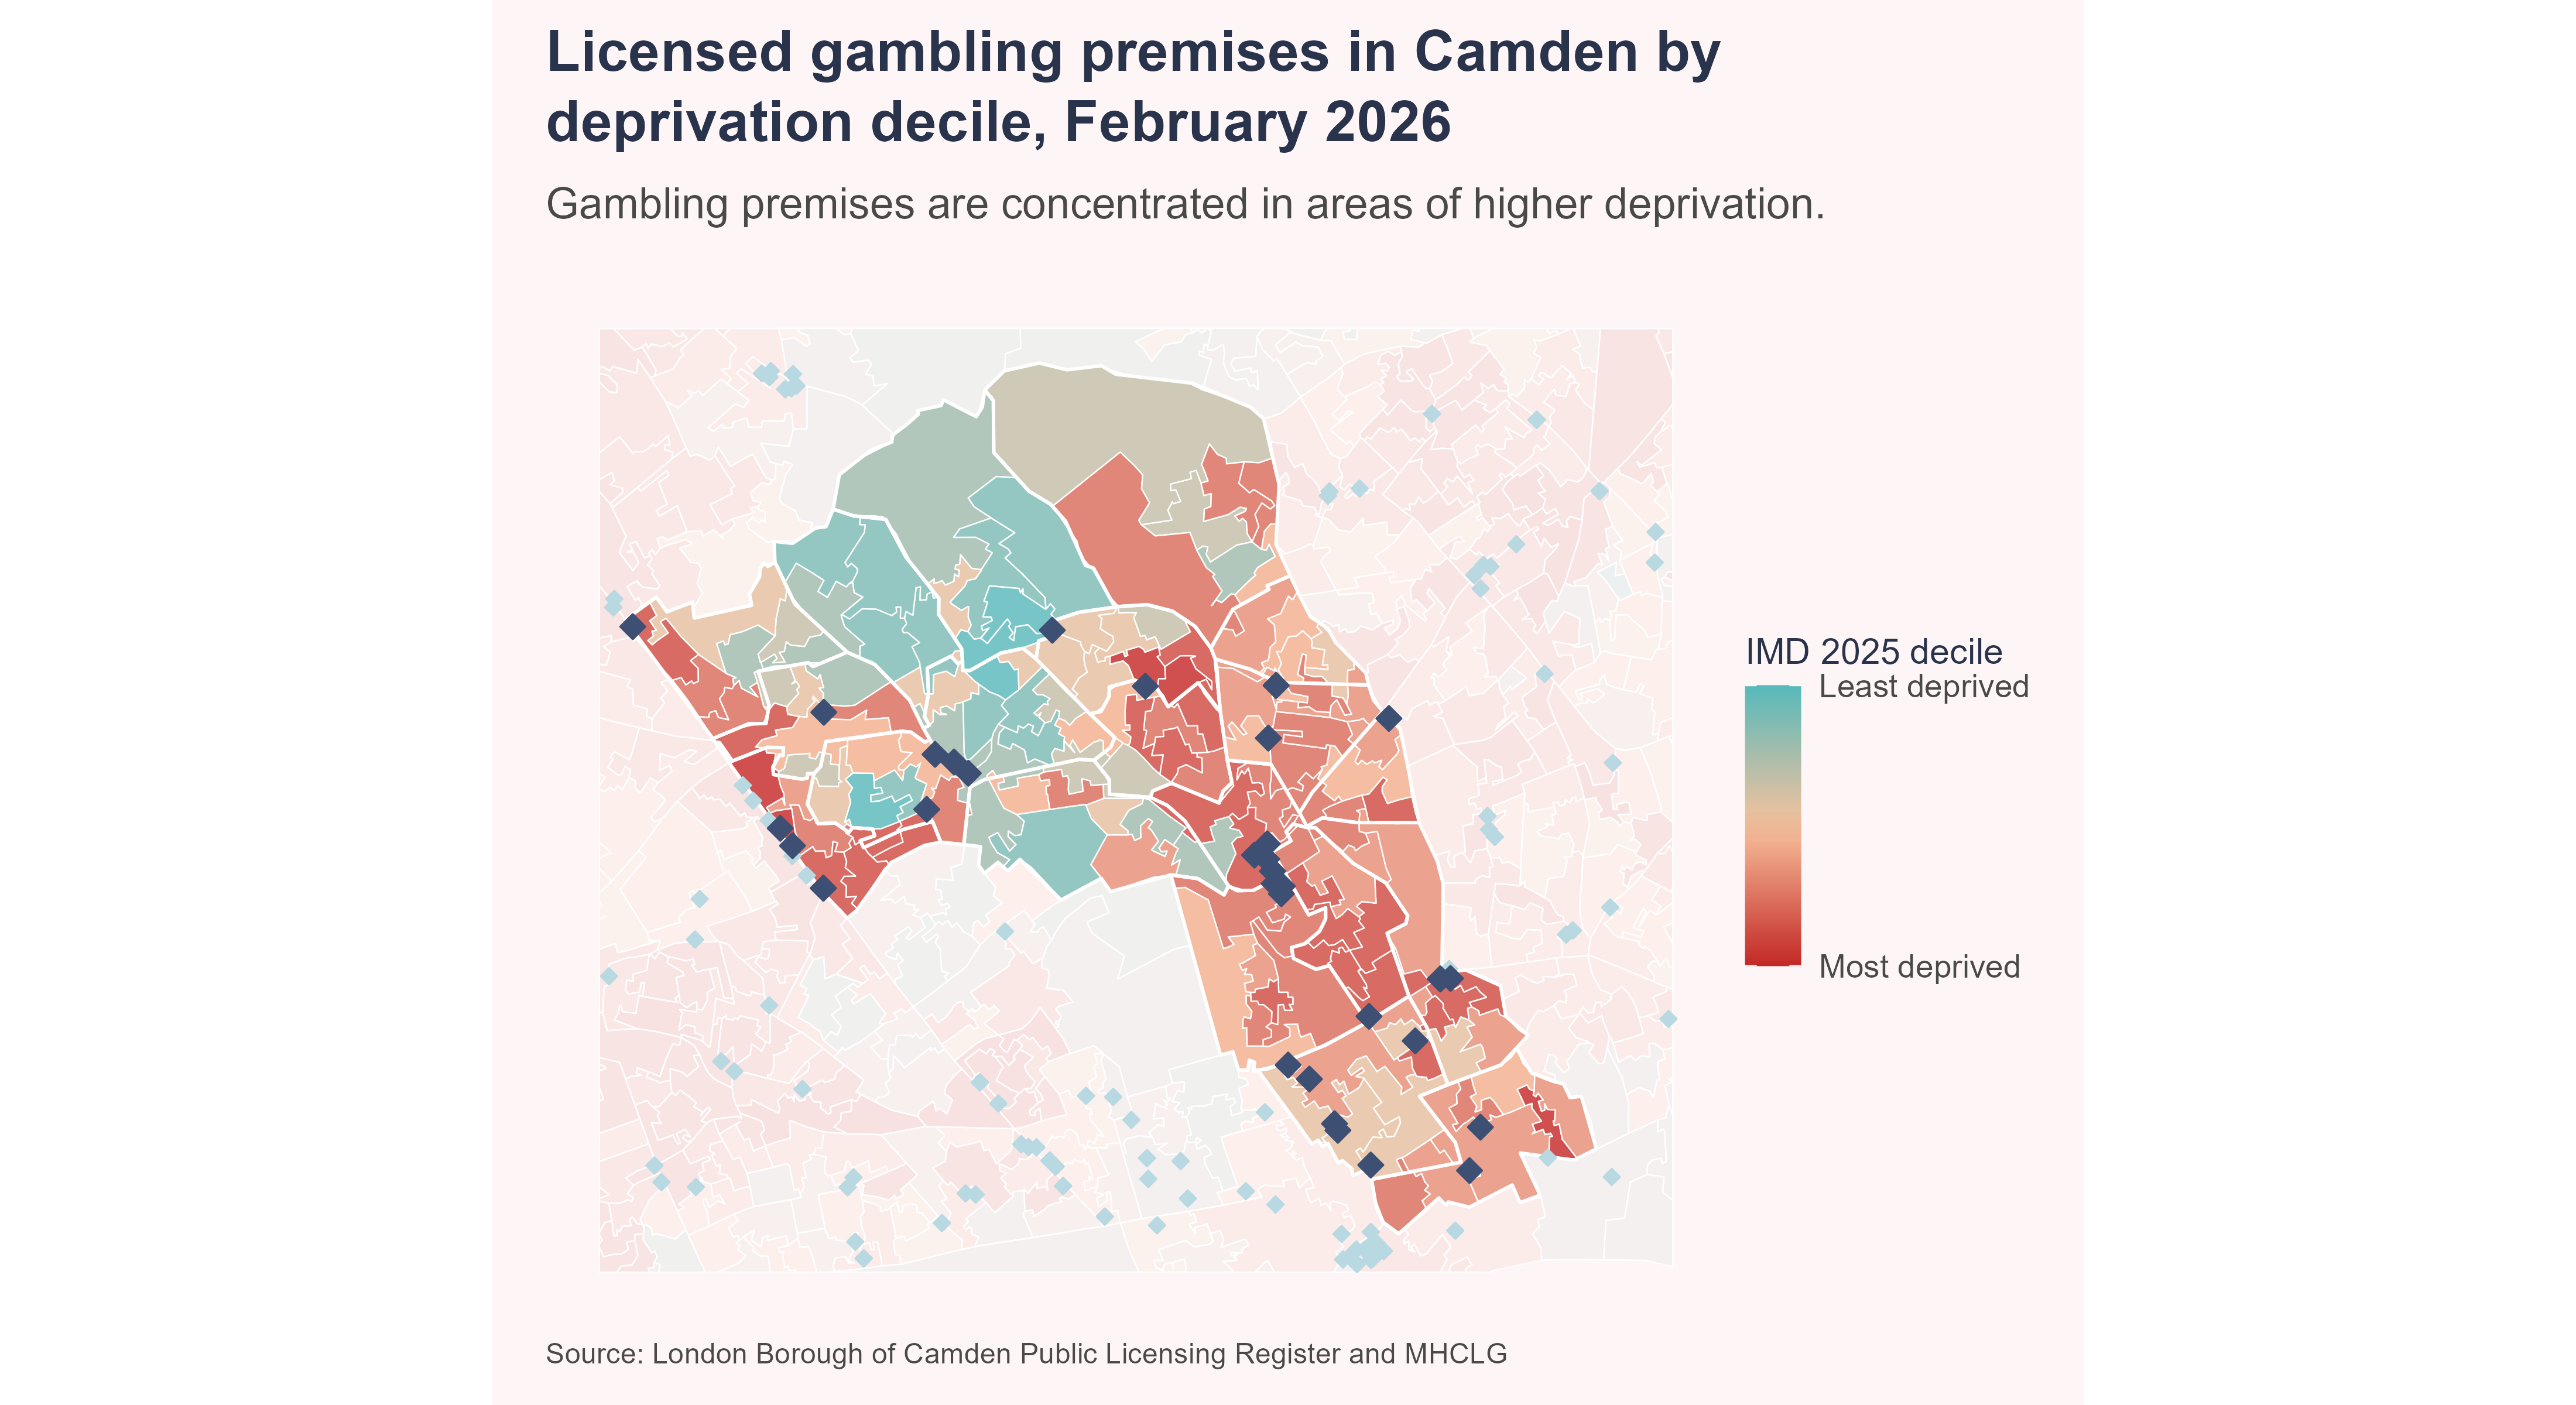 Licensed gambling premises in Camden by
deprivation decile, February 2026
Gambling premises are concentrated in areas of higher deprivation.
IMD 2025 decile
Least deprived
Most deprived
Source: London Borough of Camden Public Licensing Register and MHCLG